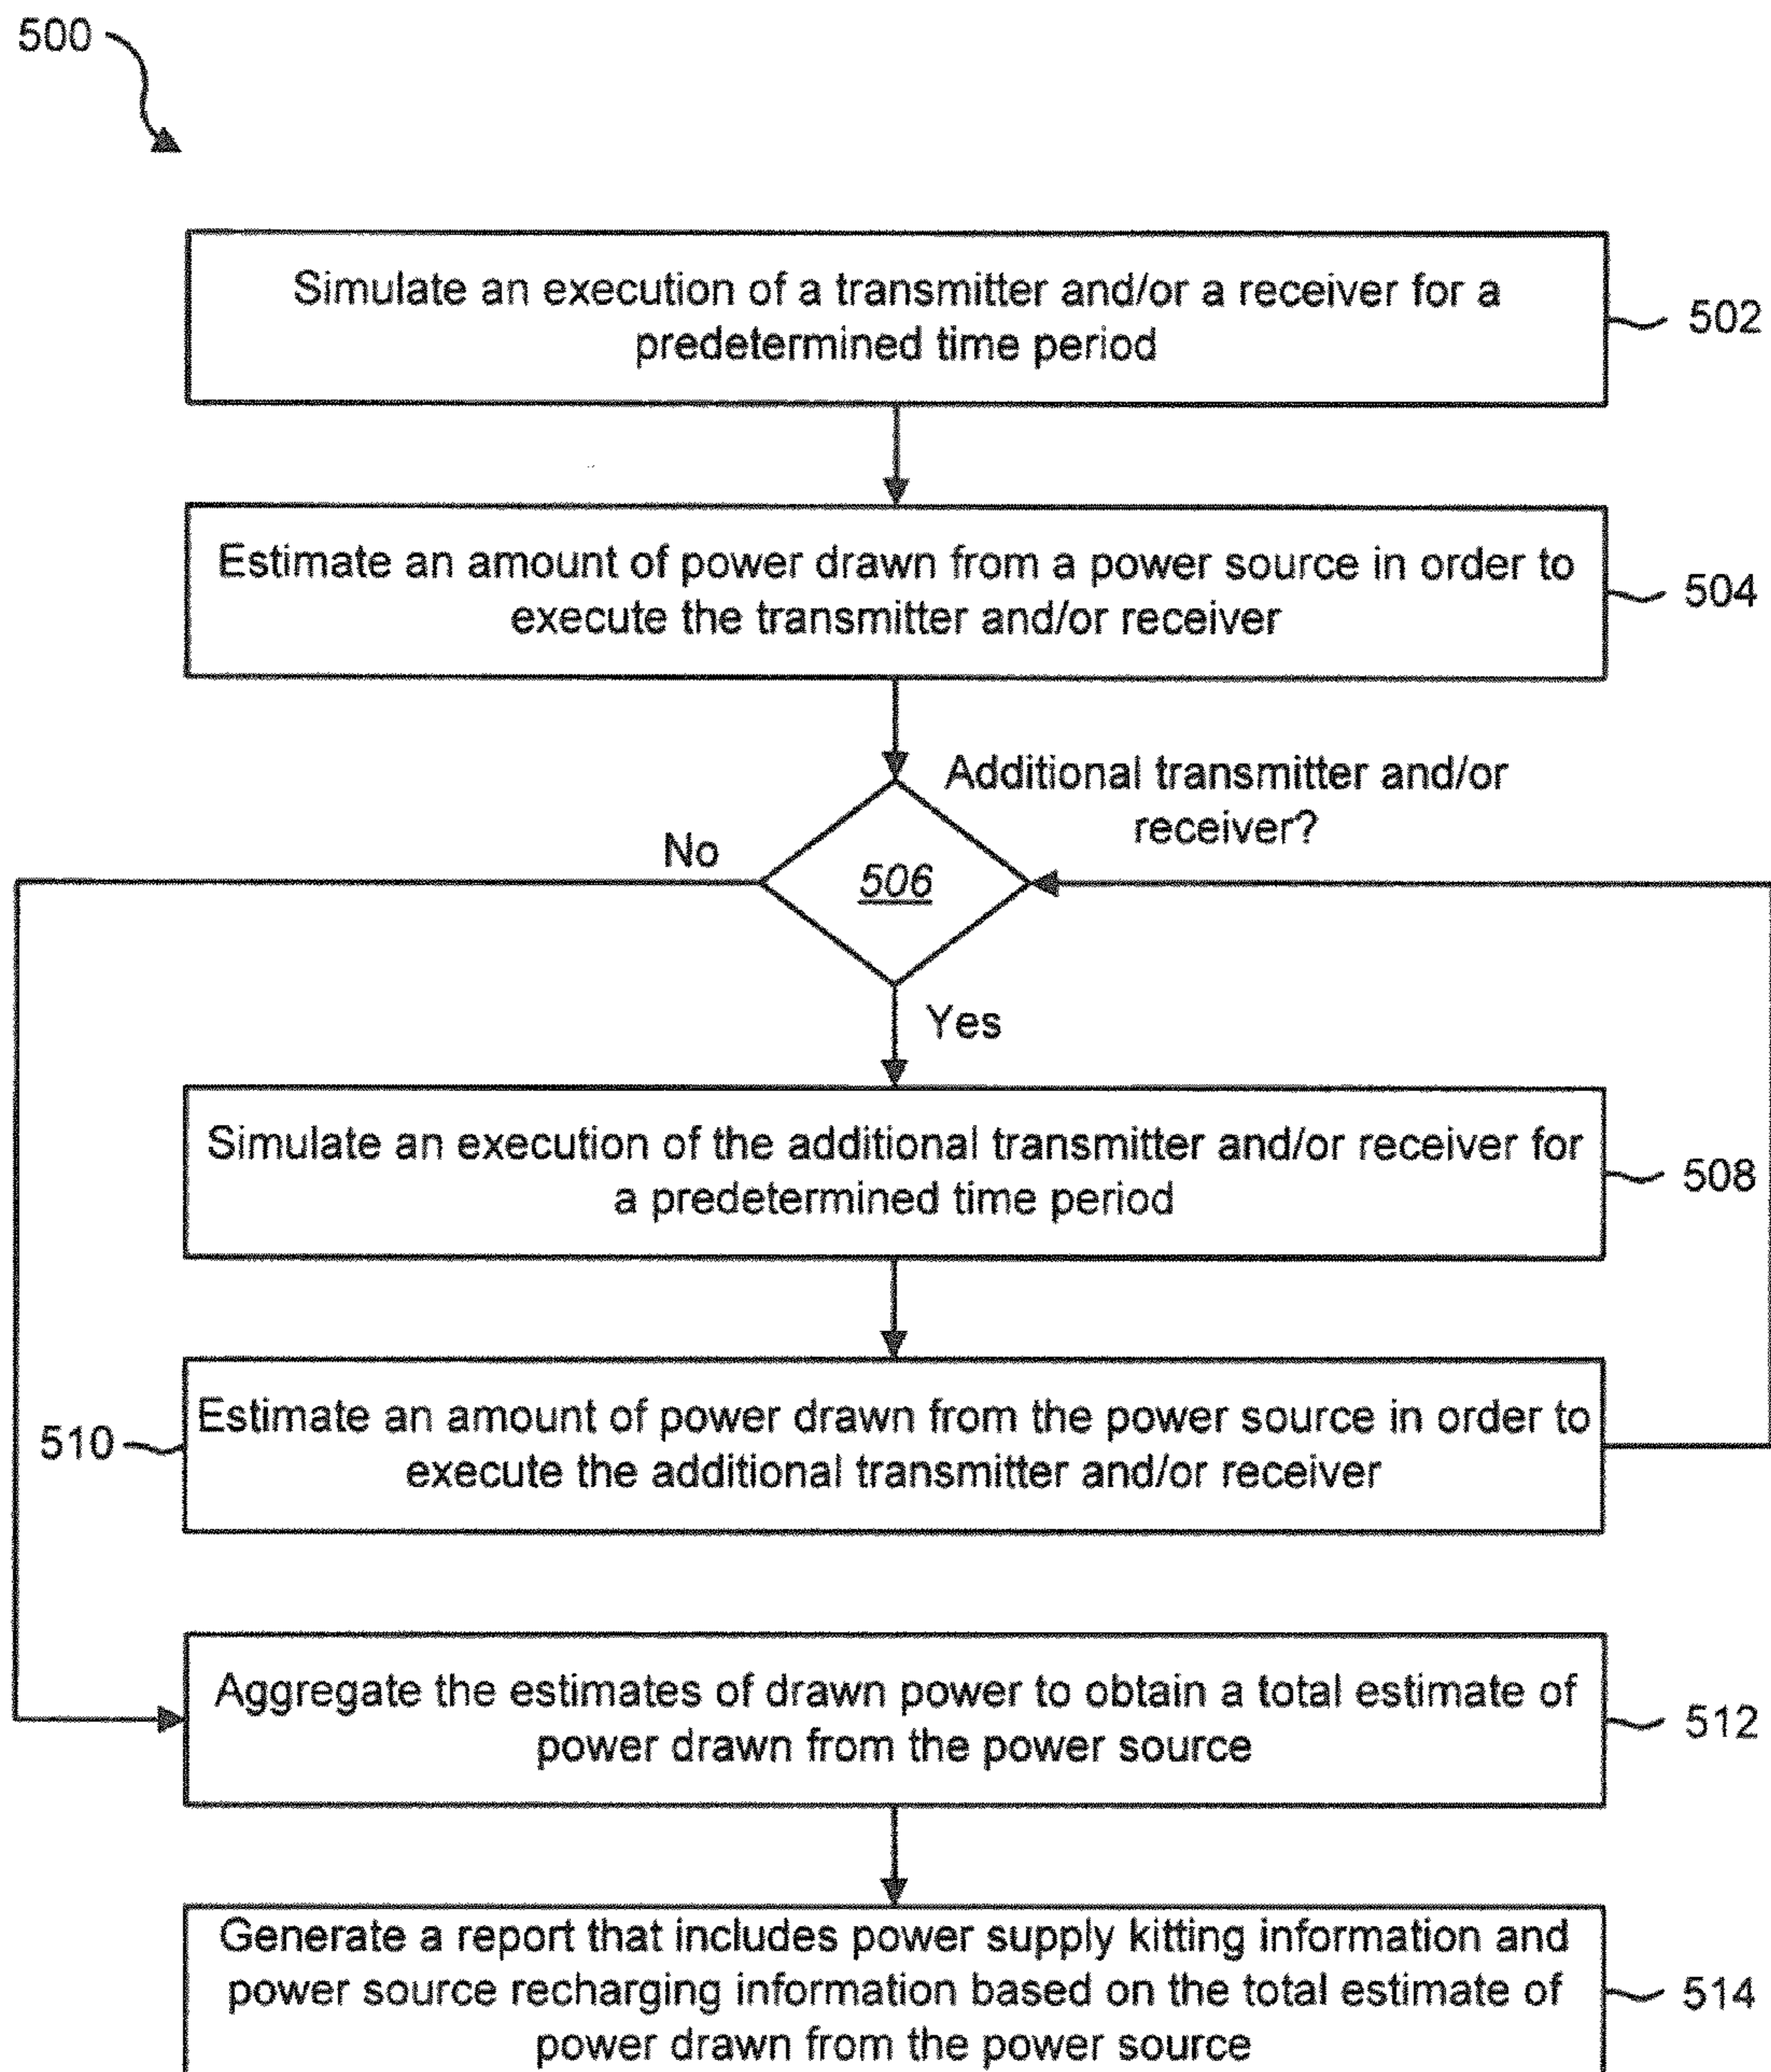 500
Simulate an execution of a transmitter and/or a receiver for a
predetermined time period
502
Estimate an amount of power drawn from a power source in order to
execute the transmitter and/or receiver
504
Additional transmitter and/or
receiver?
No
506
Yes
Simulate an execution of the additional transmitter and/or receiver for
a predetermined time period
508
Estimate an amount of power drawn from the power source in order to
execute the additional transmitter and/or receiver
510
Aggregate the estimates of drawn power to obtain a total estimate of
power drawn from the power source
512
Generate a report that includes power supply kitting information and
power source recharging information based on the total estimate of
power drawn from the power source
514